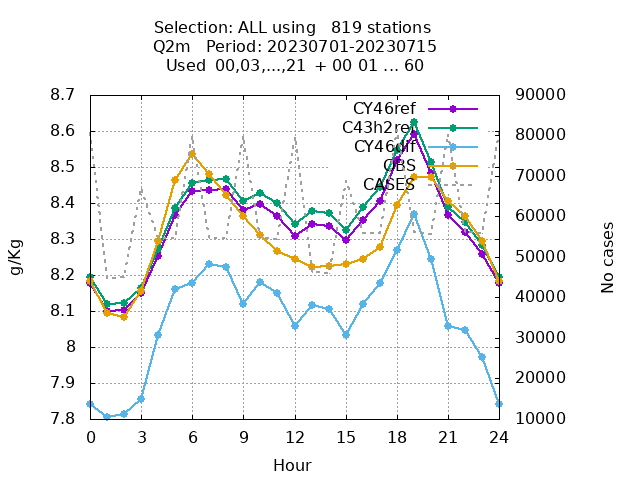 Selection: ALL using   819 stations
Q2m   Period: 20230701-20230715
Used  00,03,...,21  + 00 01 ... 60
CY46ref
C43h2ref
CY46dif
OBS
CASES
8.7
8.6
8.5
8.4
8.3
8.2
8.1
8
7.9
7.8
90000
80000
70000
60000
50000
40000
30000
20000
10000
g/Kg
No cases
0 3 6 9 12 15 18 21 24
Hour